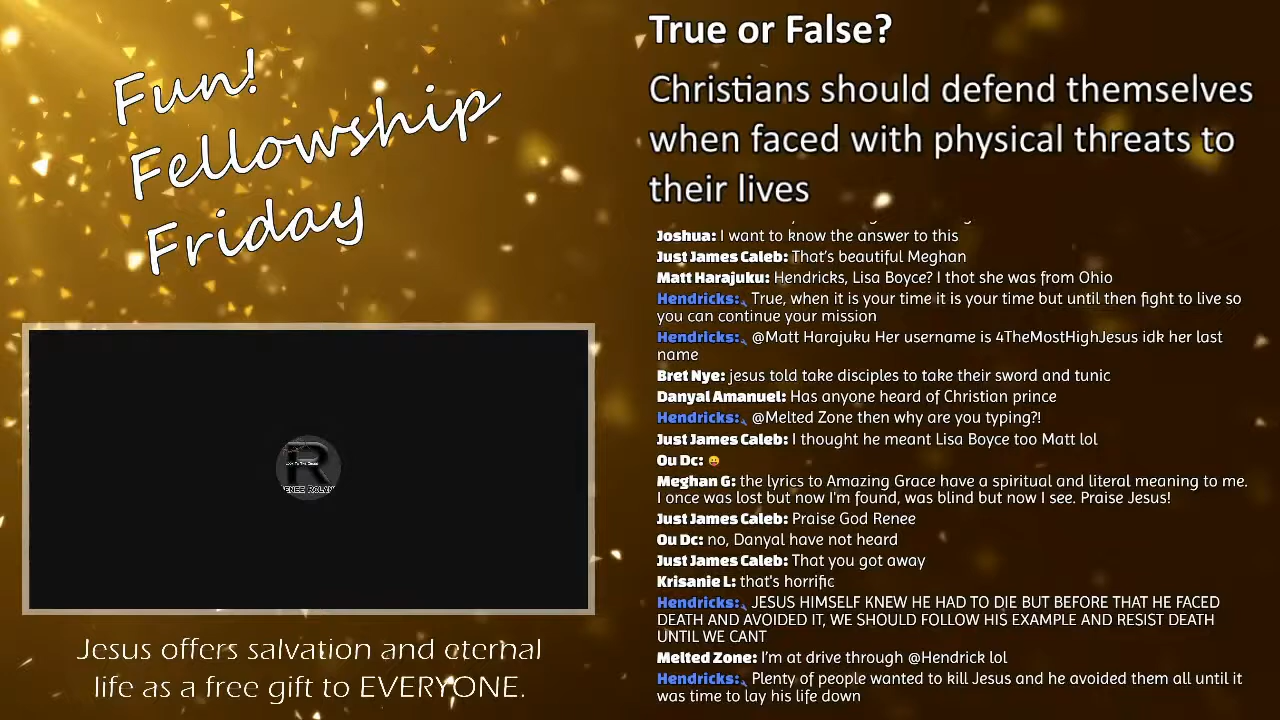 Fun!
Fellowship
Friday
Jesus offers salvation and eternal
life as a free gift to EVERYONE.
True or False?
Christians should defend themselves
when faced with physical threats to
their lives
Joshua: I want to know the answer to this
Just James Caleb: That's beautiful Meghan
Matt Harajuku: Hendricks, Lisa Boyce? I thot she was from Ohio
Hendricks: True, when it is your time it is your time but until then fight to live so
you can continue your mission
Hendricks: @Matt Harajuku Her username is 4TheMostHighJesus idk her last
name
Bret Nye: jesus told take disciples to take their sword and tunic
Danyal Amanuel: Has anyone heard of Christian prince
Hendricks: @Melted Zone then why are you typing?!
Just James Caleb: I thought he meant Lisa Boyce too Matt lol
Ou Dc:
Meghan G: the lyrics to Amazing Grace have a spiritual and literal meaning to me.
I once was lost but now I'm found, was blind but now I see. Praise Jesus!
Just James Caleb: Praise God Renee
Ou Dc: no, Danyal have not heard
Just James Caleb: That you got away
Krisanie L: that's horrific
Hendricks: JESUS HIMSELF KNEW HE HAD TO DIE BUT BEFORE THAT HE FACED
DEATH AND AVOIDED IT, WE SHOULD FOLLOW HIS EXAMPLE AND RESIST DEATH
UNTIL WE CANT
Melted Zone: I'm at drive through @Hendrick lol
Hendricks: Plenty of people wanted to kill Jesus and he avoided them all until it
was time to lay his life down